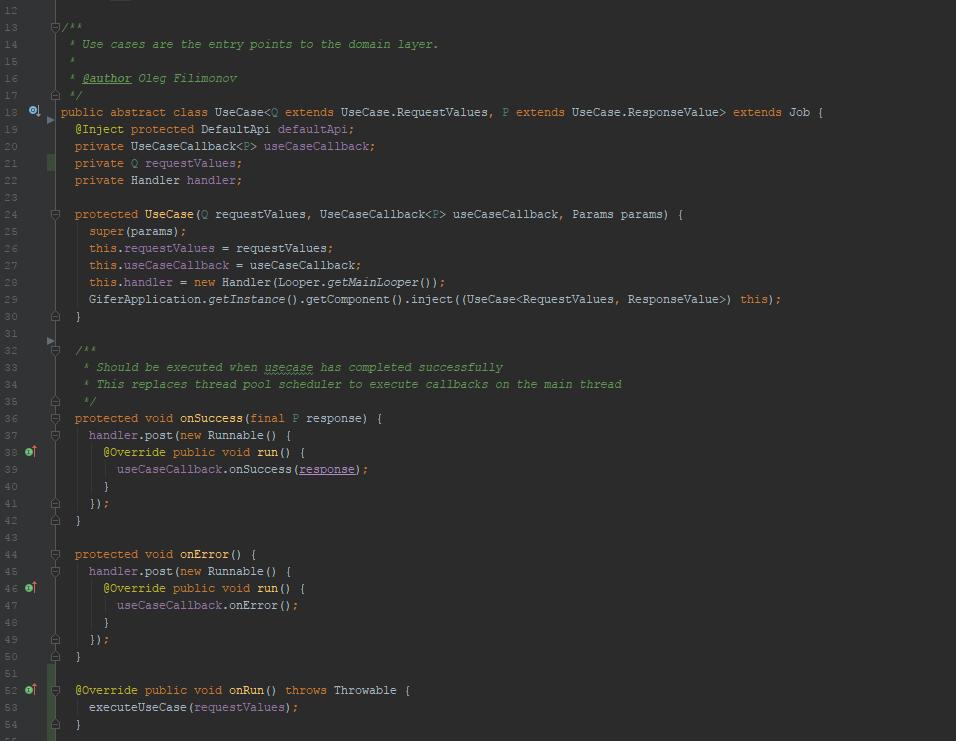 12
13 /**
14 * Use cases are the entry points to the domain layer.
15 *
16 * @author Oleg Filimonov
17 */
18 public abstract class UseCase<Q extends UseCase.RequestValues, P extends UseCase.ResponseValue> extends Job {
19 @Inject protected DefaultApi defaultApi;
20 private UseCaseCallback<P> useCaseCallback;
21 private Q requestValues;
22 private Handler handler;
23
24 protected UseCase(Q requestValues, UseCaseCallback<P> useCaseCallback, Params params) {
25 super(params);
26 this.requestValues = requestValues;
27 this.useCaseCallback = useCaseCallback;
28 this.handler = new Handler(Looper.getMainLooper());
29 GiferApplication.getInstance().getComponent().inject((UseCase<RequestValues, ResponseValue>) this);
30 }
31
32 /**
33 * Should be executed when usecase has completed successfully
34 * This replaces thread pool scheduler to execute callbacks on the main thread
35 */
36 protected void onSuccess(final P response) {
37 handler.post(new Runnable() {
38 @Override public void run() {
39 useCaseCallback.onSuccess(response);
40 }
41 });
42 }
43
44 protected void onError() {
45 handler.post(new Runnable() {
46 @Override public void run() {
47 useCaseCallback.onError();
48 }
49 });
50 }
51
52 @Override public void onRun() throws Throwable {
53 executeUseCase(requestValues);
54 }